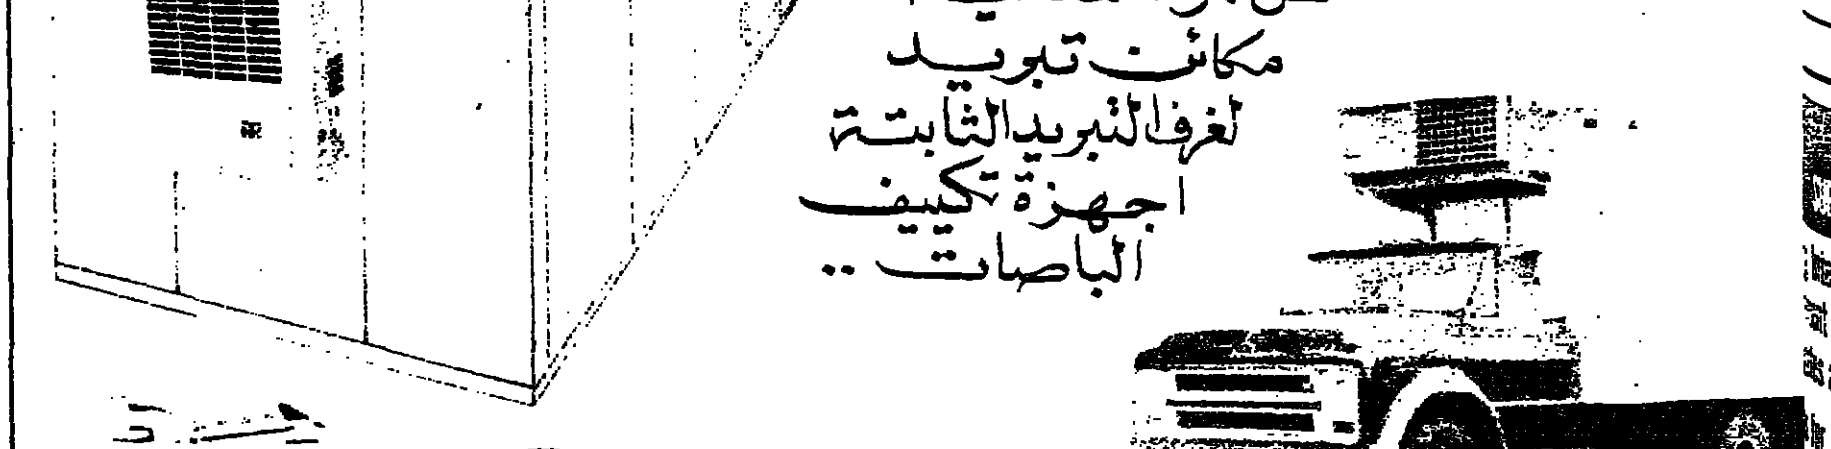 مكائن تبريد
لغرف التبريد الثابتة
اجهزة تكييف
الباصات ..